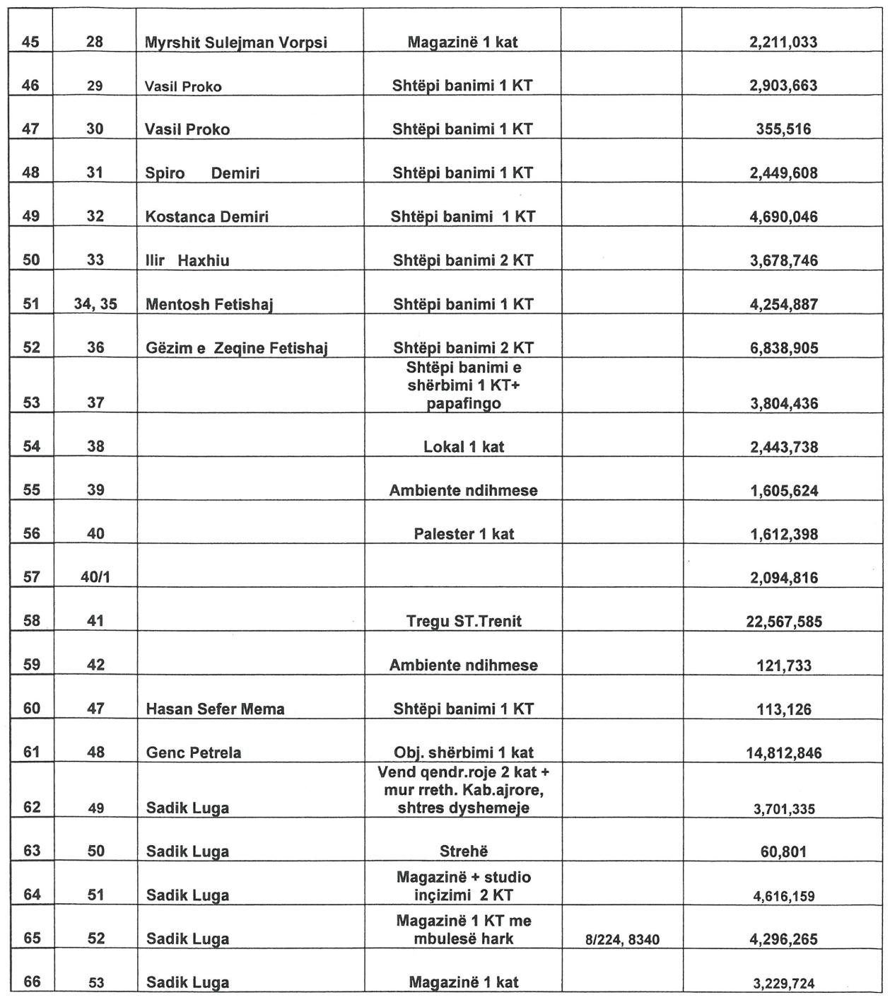 45 28 Myrshit Sulejman Vorpsi Magazinë 1 kat 2,211,033
46 29 Vasil Proko Shtëpi banimi 1 KT 2,903,663
47 30 Vasil Proko Shtëpi banimi 1 KT 355,516
48 31 Spiro Demiri Shtëpi banimi 1 KT 2,449,608
49 32 Kostanca Demiri Shtëpi banimi 1 KT 4,690,046
50 33 Ilir Haxhiu Shtëpi banimi 2 KT 3,678,746
51 34, 35 Mentosh Fetishaj Shtëpi banimi 1 KT 4,254,887
52 36 Gëzim e Zeqine Fetishaj Shtëpi banimi 2 KT 6,838,905
Shtëpi banimi e
shërbimi 1 KT+
53 37 papafingo 3,804,436
54 38 Lokal 1 kat 2,443,738
55 39 Ambiente ndihmese 1,605,624
56 40 Palester 1 kat 1,612,398
57 40/1 2,094,816
58 41 Tregu ST.Trenit 22,567,585
59 42 Ambiente ndihmese 121,733
60 47 Hasan Sefer Mema Shtëpi banimi 1 KT 113,126
61 48 Genc Petrela Obj. shërbimi 1 kat 14,812,846
Vend qendr.roje 2 kat +
mur rreth. Kab.ajrore,
62 49 Sadik Luga shtres dyshemeje 3,701,335
63 50 Sadik Luga Strehë 60,801
Magazinë + studio
64 51 Sadik Luga inçizimi 2 KT 4,616,159
Magazinë 1 KT me
65 52 Sadik Luga mbulesë hark 8/224, 8340 4,296,265
66 53 Sadik Luga Magazinë 1 kat 3,229,724